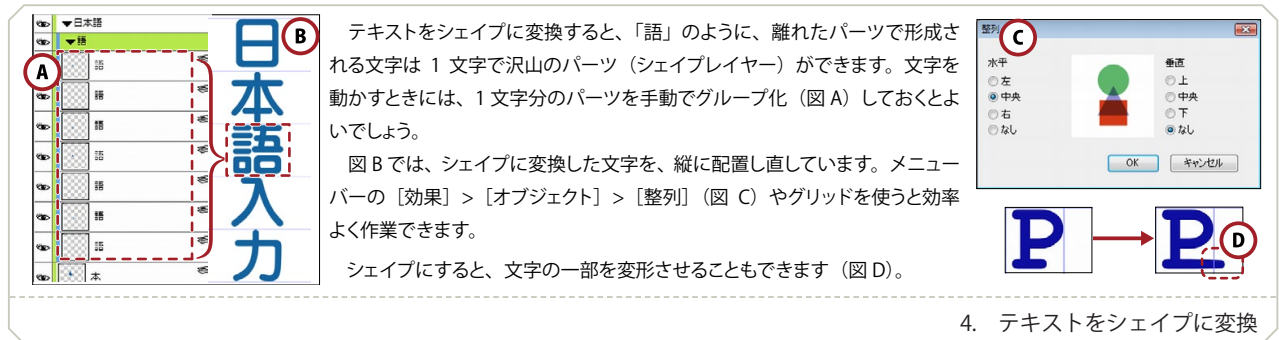 ▼日本語
▼語
語
語
語
語
語
語
語
本
A
B
日
本
語
入
力
テキストをシェイプに変換すると、「語」のように、離れたパーツで形成さ
れる文字は 1 文字で沢山のパーツ（シェイプレイヤー）ができます。文字を
動かすときには、1 文字分のパーツを手動でグループ化（図 A）しておくとよ
いでしょう。
図 B では、シェイプに変換した文字を、縦に配置し直しています。メニュー
バーの［効果］>［オブジェクト］>［整列］（図 C）やグリッドを使うと効率
よく作業できます。
シェイプにすると、文字の一部を変形させることもできます（図 D）。
整列
C
水平
左
中央
右
なし
垂直
上
中央
下
なし
OK キャンセル
P P
D
4. テキストをシェイプに変換